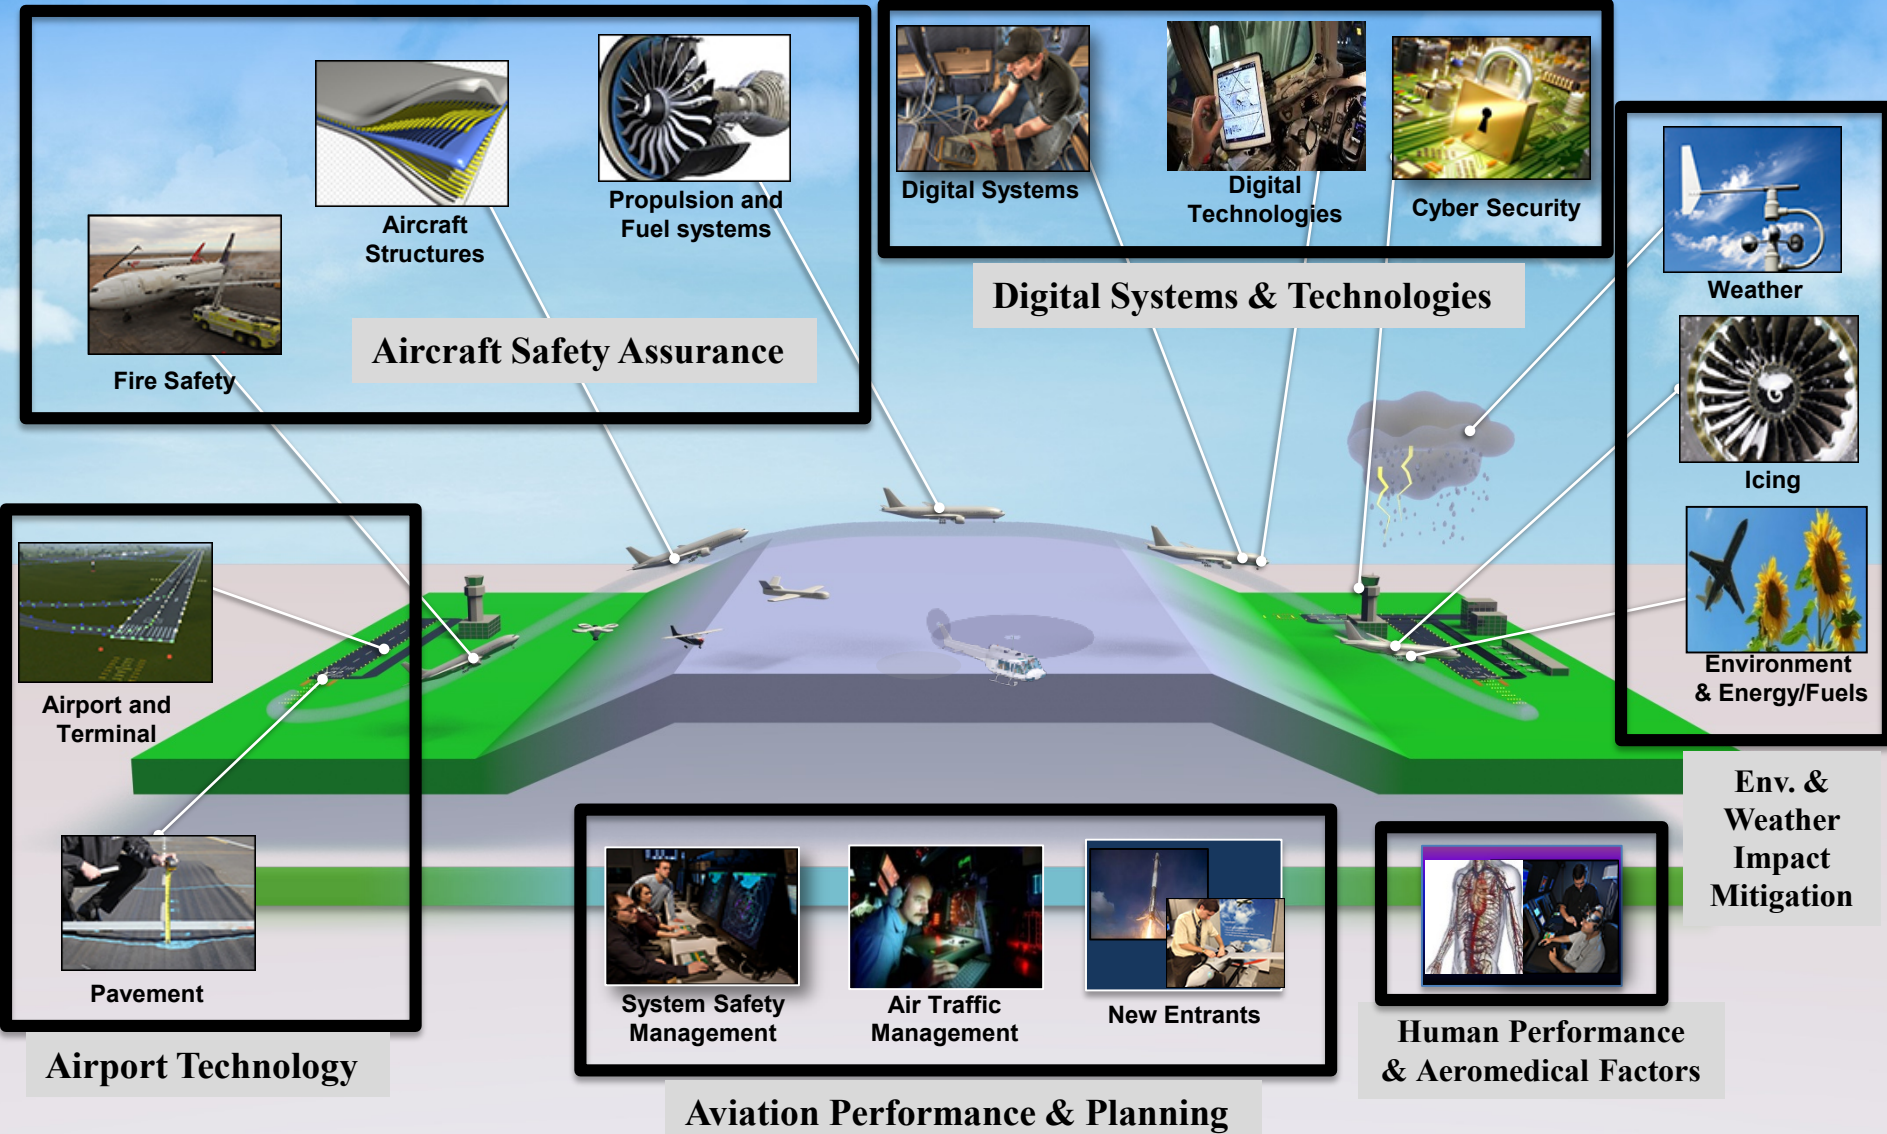 Digital Systems
Digital
Technologies
Cyber Security
Propulsion and
Fuel systems
Aircraft
Structures
Fire Safety
Aircraft Safety Assurance
Digital Systems & Technologies
Weather
Icing
Environment
& Energy/Fuels
Env. &
Weather
Impact
Mitigation
Airport and
Terminal
Pavement
Airport Technology
System Safety
Management
Air Traffic
Management
New Entrants
Aviation Performance & Planning
Human Performance
& Aeromedical Factors